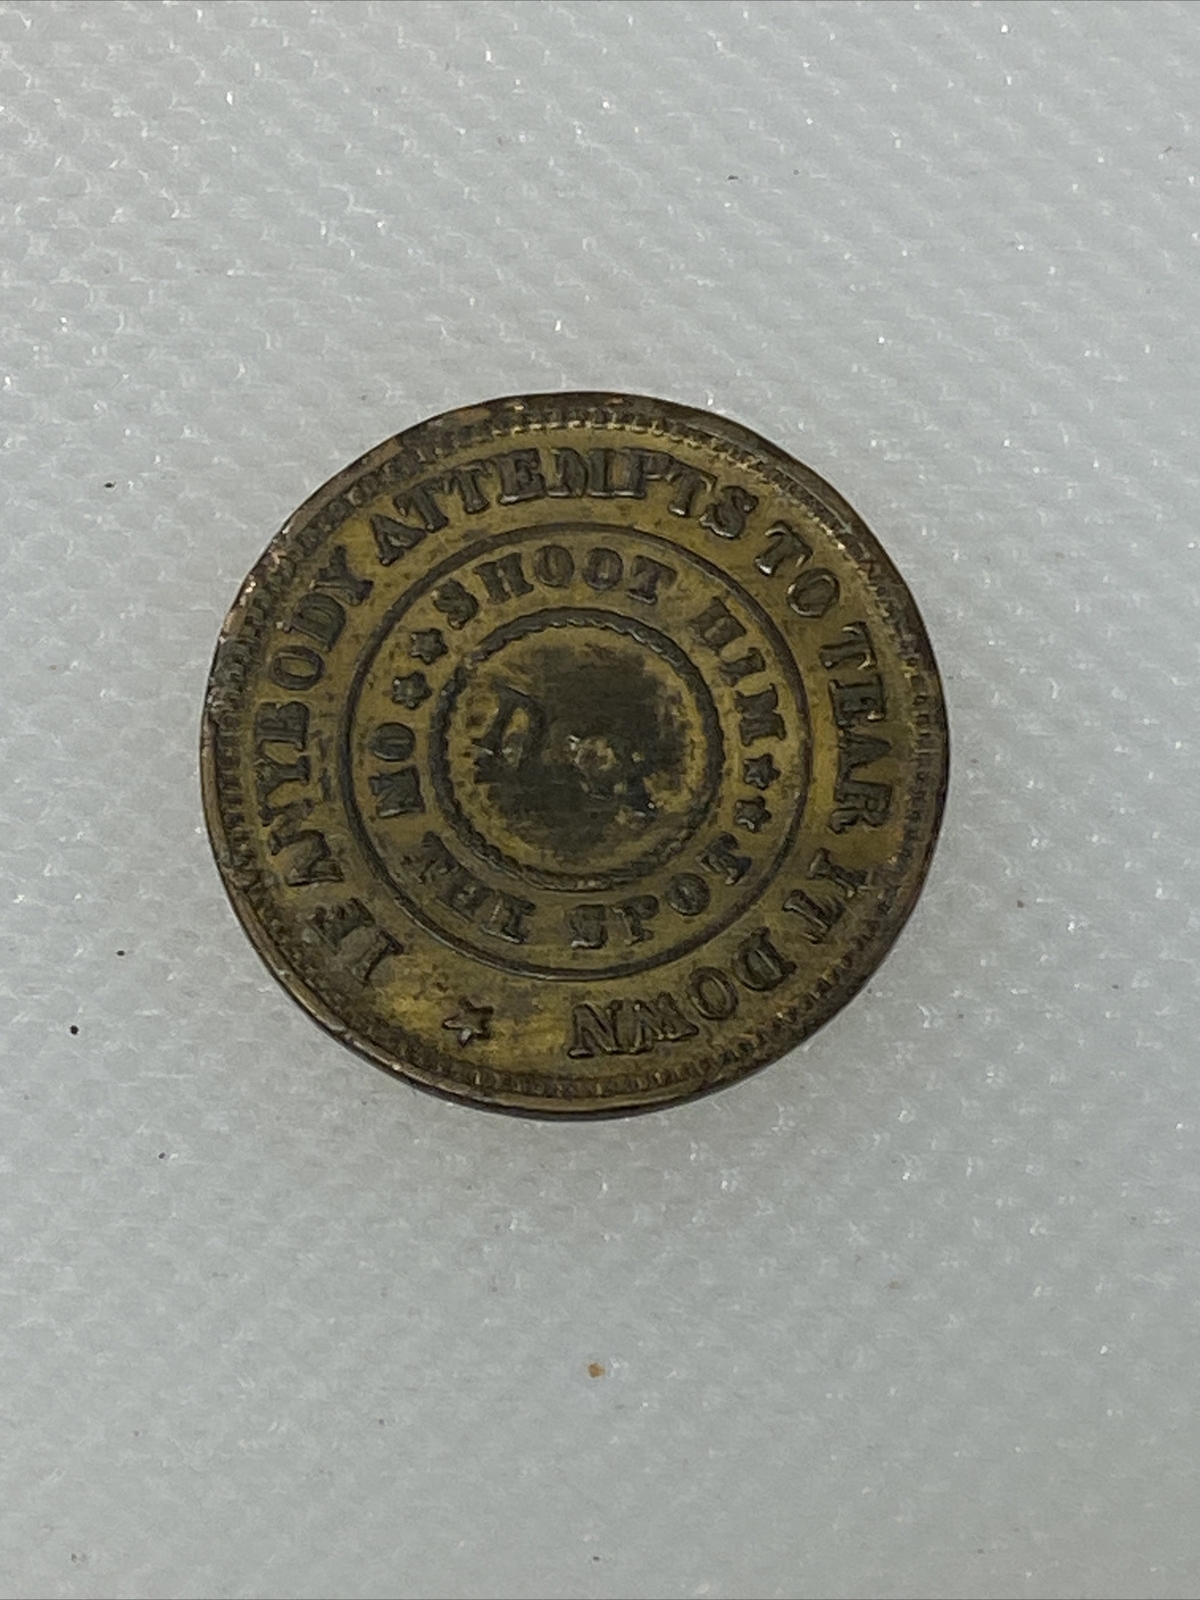 IF ANYBODY ATTEMPTS TO TEAR IT DOWN
SHOOT HIM
ON THE SPOT